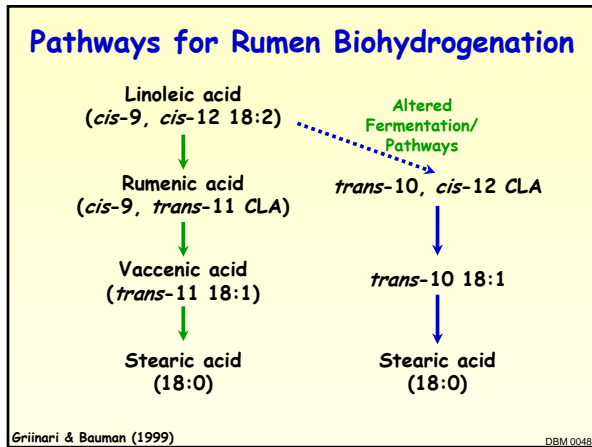 Pathways for Rumen Biohydrogenation
Linoleic acid
(cis-9, cis-12 18:2)
Altered
Fermentation/
Pathways
Rumenic acid
(cis-9, trans-11 CLA)
trans-10, cis-12 CLA
Vaccenic acid
(trans-11 18:1)
trans-10 18:1
Stearic acid
(18:0)
Stearic acid
(18:0)
Griinari & Bauman (1999)
DBM 0048